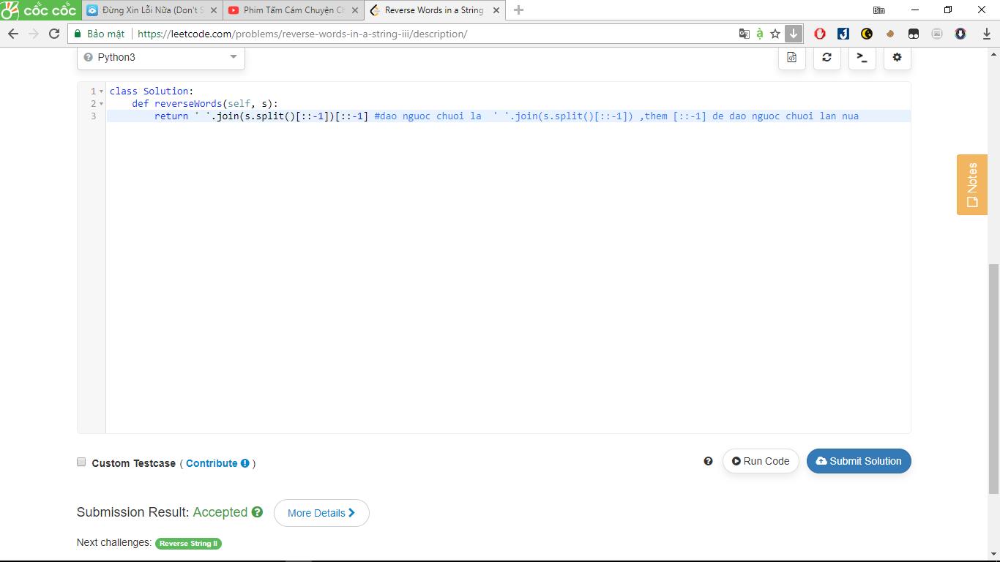 cốc cốc Đừng Xin Lỗi Nữa (Don't S Phim Tấm Cám Chuyện Ch Reverse Words in a String Bin
Bảo mật https://leetcode.com/problems/reverse-words-in-a-string-iii/description/
Python3
1 class Solution:
2 def reverseWords(self, s):
3 return ' '.join(s.split()[::-1])[::-1] #dao nguoc chuoi la  ' '.join(s.split()[::-1]) ,them [::-1] de dao nguoc chuoi lan nua
Notes
Custom Testcase ( Contribute )
Run Code
Submit Solution
Submission Result: Accepted More Details
Next challenges: Reverse String II